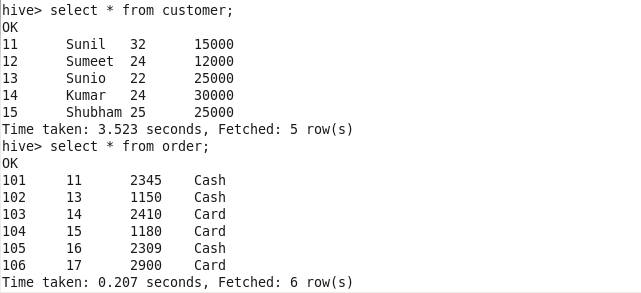 hive> select * from customer;
OK
11      Sunil   32      15000
12      Sumeet  24      12000
13      Sunio   22      25000
14      Kumar   24      30000
15      Shubham 25      25000
Time taken: 3.523 seconds, Fetched: 5 row(s)
hive> select * from order;
OK
101     11      2345    Cash
102     13      1150    Cash
103     14      2410    Card
104     15      1180    Card
105     16      2309    Cash
106     17      2900    Card
Time taken: 0.207 seconds, Fetched: 6 row(s)